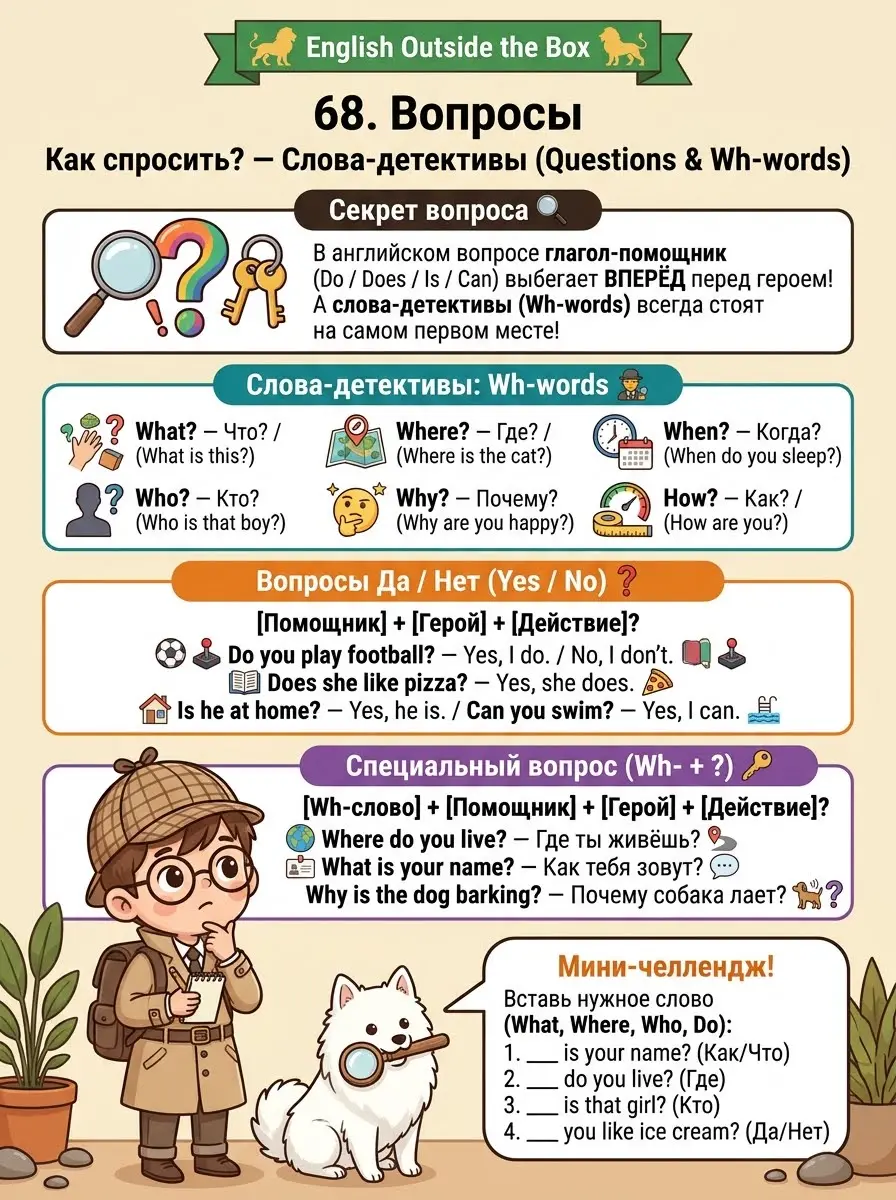 English Outside the Box
68. Вопросы
Как спросить? — Слова-детективы (Questions & Wh-words)
Секрет вопроса
В английском вопросе глагол-помощник
(Do / Does / Is / Can) выбегает ВПЕРЁД перед героем!
А слова-детективы (Wh-words) всегда стоят
на самом первом месте!
Слова-детективы: Wh-words
What? — Что? /
(What is this?)
Where? — Где? /
(Where is the cat?)
When? — Когда?
(When do you sleep?)
Who? — Кто?
(Who is that boy?)
Why? — Почему?
(Why are you happy?)
How? — Как? /
(How are you?)
Вопросы Да / Нет (Yes / No) ❓
[Помощник] + [Герой] + [Действие]?
Do you play football? — Yes, I do. / No, I don't.
Does she like pizza? — Yes, she does.
Is he at home? — Yes, he is. / Can you swim? — Yes, I can.
Специальный вопрос (Wh- + ?)
[Wh-слово] + [Помощник] + [Герой] + [Действие]?
Where do you live? — Где ты живёшь?
What is your name? — Как тебя зовут?
Why is the dog barking? — Почему собака лает?
Мини-челлендж!
Вставь нужное слово
(What, Where, Who, Do):
1. ___ is your name? (Как/Что)
2. ___ do you live? (Где)
3. ___ is that girl? (Кто)
4. ___ you like ice cream? (Да/Нет)